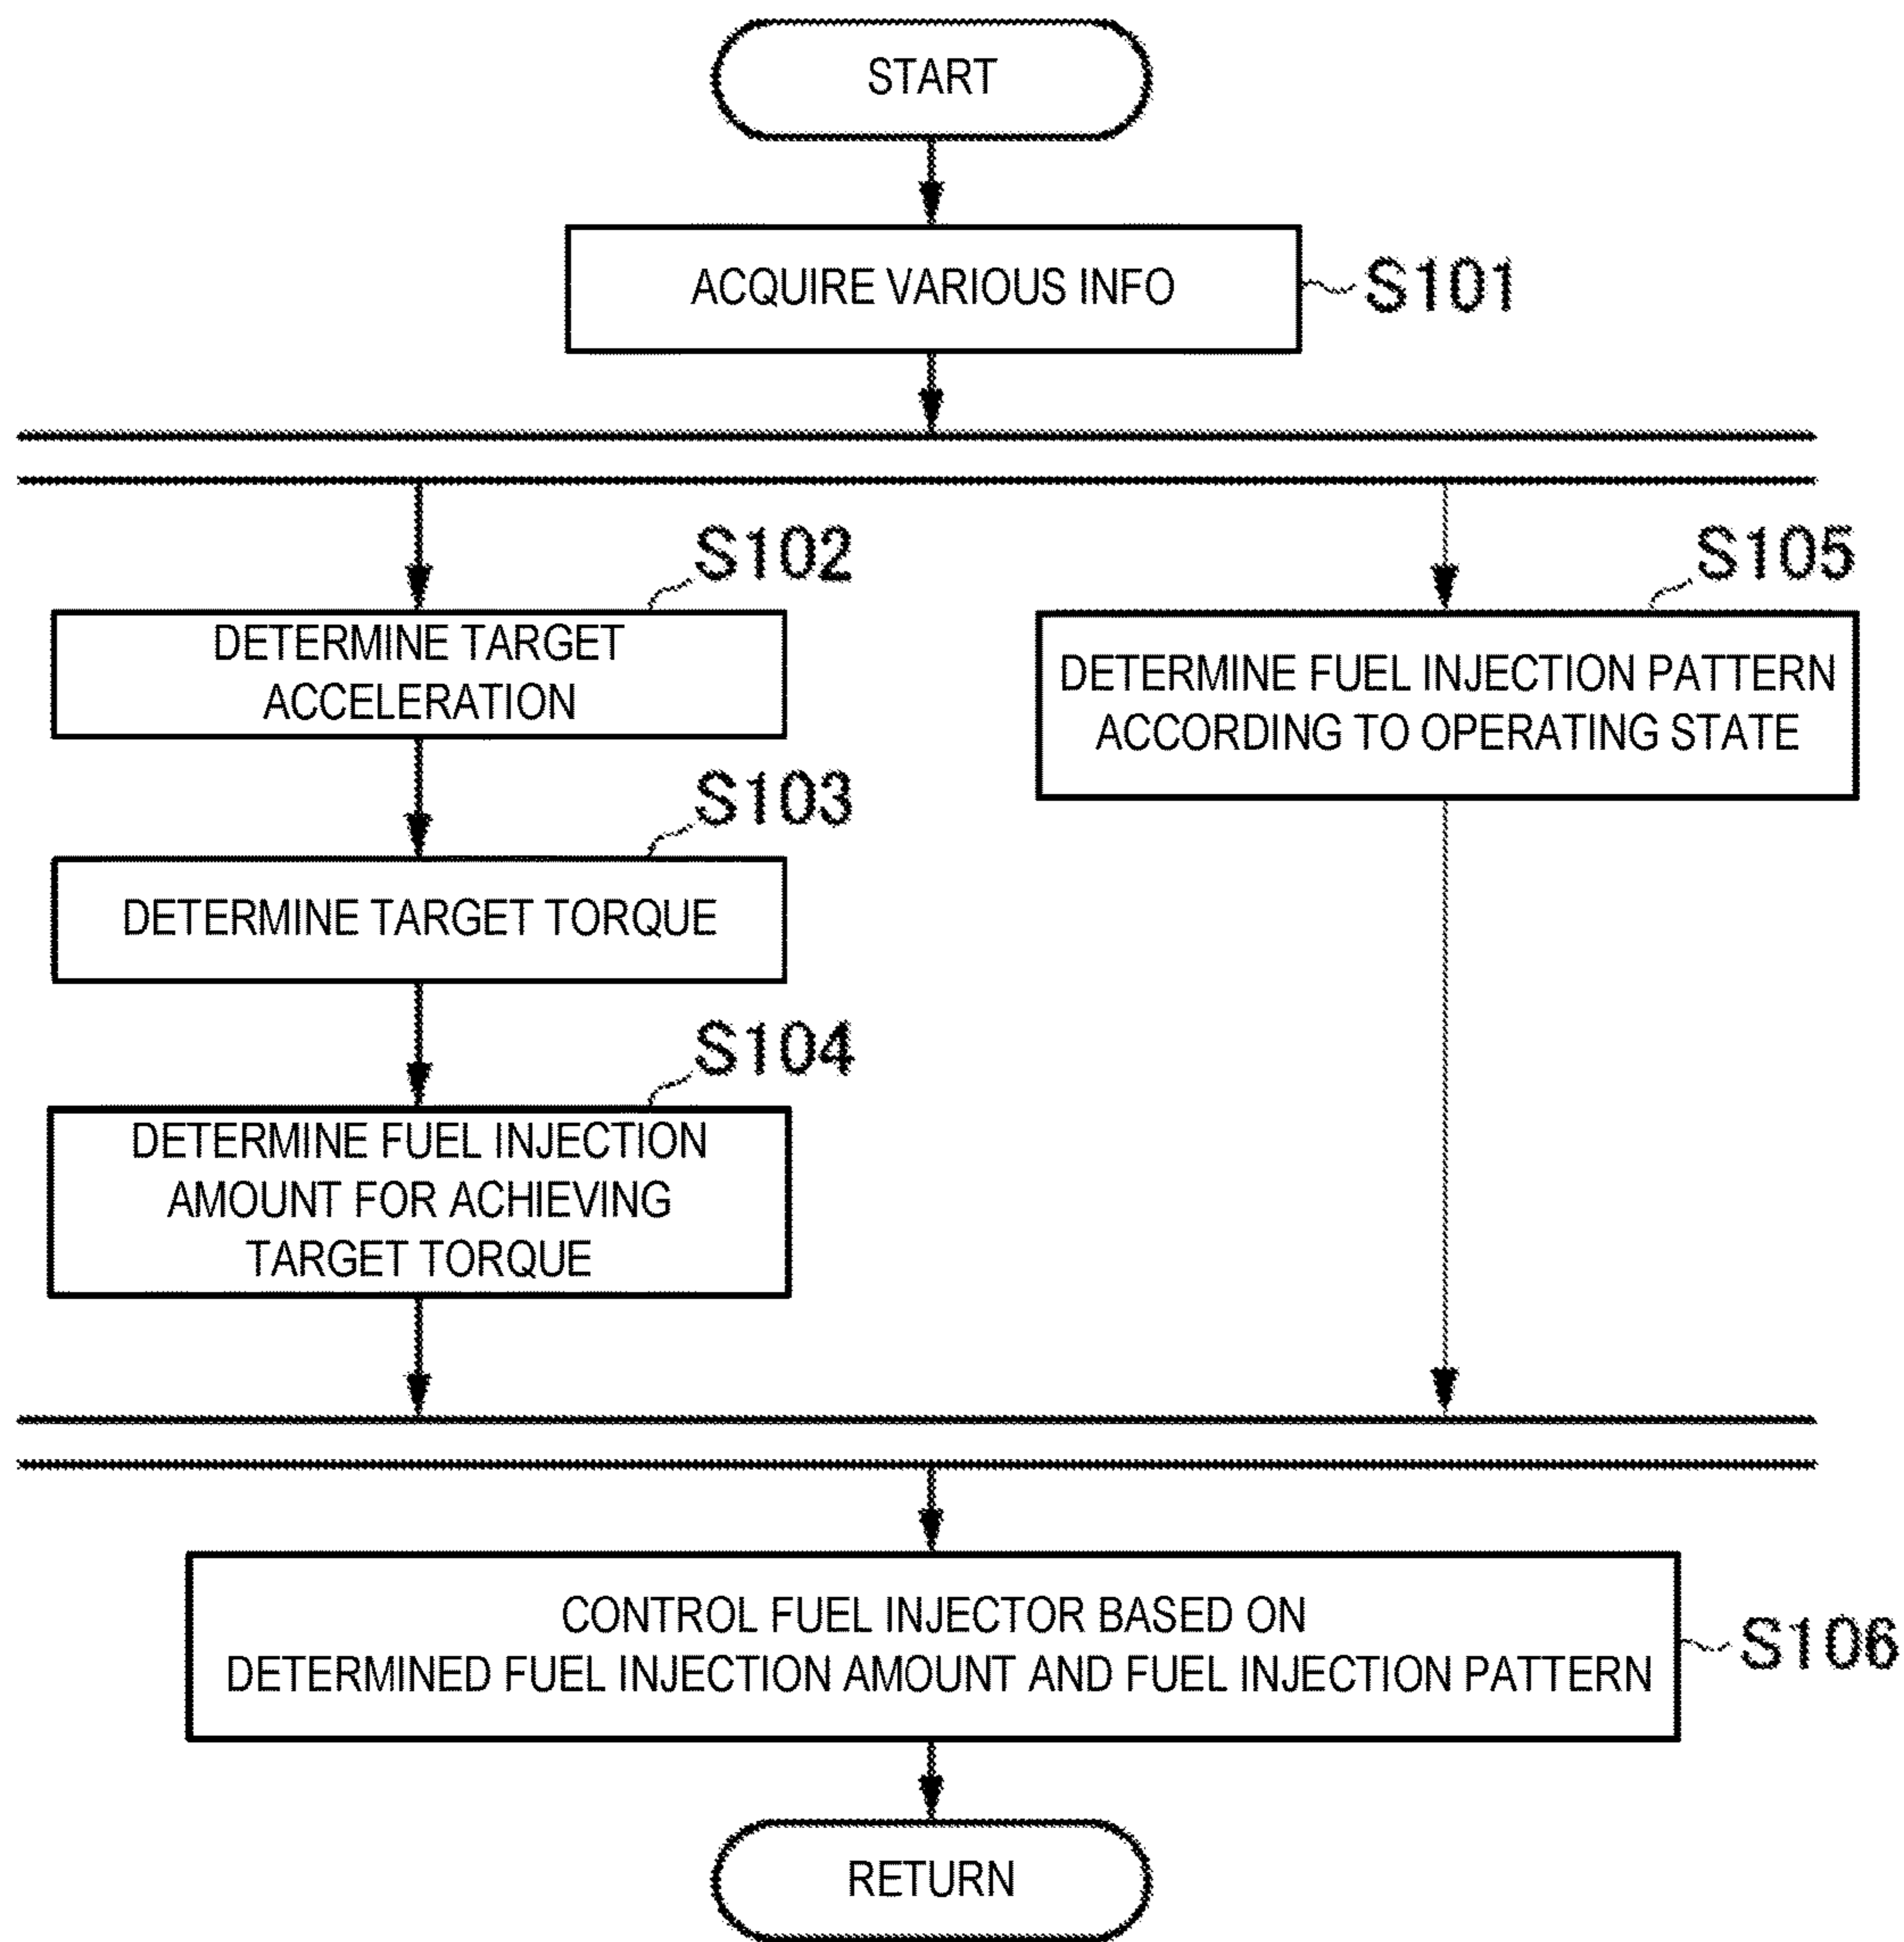 START
ACQUIRE VARIOUS INFO
S101
S102
DETERMINE TARGET
ACCELERATION
S103
DETERMINE TARGET TORQUE
S104
DETERMINE FUEL INJECTION
AMOUNT FOR ACHIEVING
TARGET TORQUE
S105
DETERMINE FUEL INJECTION PATTERN
ACCORDING TO OPERATING STATE
CONTROL FUEL INJECTOR BASED ON
DETERMINED FUEL INJECTION AMOUNT AND FUEL INJECTION PATTERN
S106
RETURN